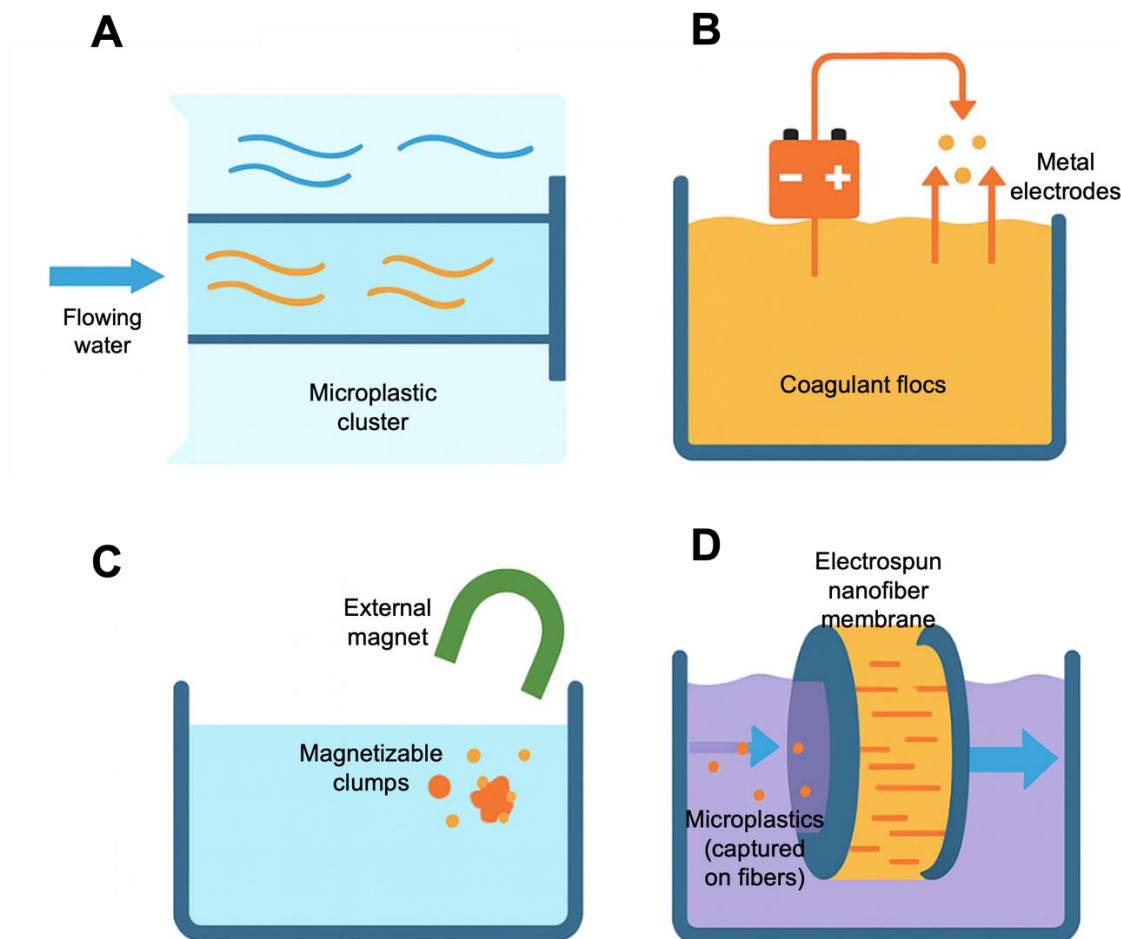 A
Flowing
water
Microplastic
cluster
B
− +
Metal
electrodes
Coagulant flocs
C
External
magnet
Magnetizable
clumps
D
Electrospun
nanofiber
membrane
Microplastics
(captured
on fibers)